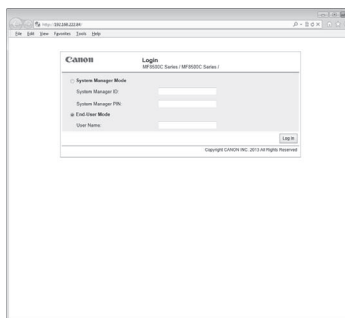 http://192.168.222.84/
File Edit View Favorites Tools Help
Canon
Login
MF8500C Series / MF8500C Series /
System Manager Mode
System Manager ID:
System Manager PIN:
End-User Mode
User Name:
Log In
Copyright CANON INC. 2013 All Rights Reserved